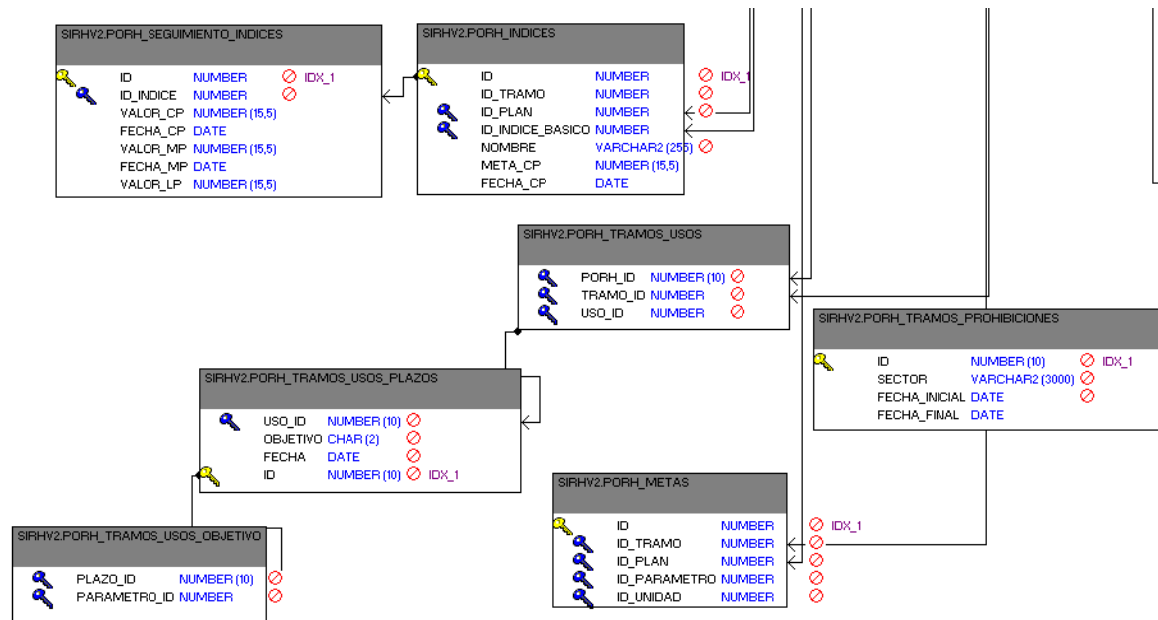 SIRHV2.PORH_SEGUIMIENTO_INDICES
ID NUMBER IDX_1
ID_INDICE NUMBER
VALOR_CP NUMBER (15,5)
FECHA_CP DATE
VALOR_MP NUMBER (15,5)
FECHA_MP DATE
VALOR_LP NUMBER (15,5)
SIRHV2.PORH_INDICES
ID NUMBER IDX_1
ID_TRAMO NUMBER
ID_PLAN NUMBER
ID_INDICE_BASICO NUMBER
NOMBRE VARCHAR2 (255)
META_CP NUMBER (15,5)
FECHA_CP DATE
SIRHV2.PORH_TRAMOS_USOS
PORH_ID NUMBER (10)
TRAMO_ID NUMBER
USO_ID NUMBER
SIRHV2.PORH_TRAMOS_PROHIBICIONES
ID NUMBER (10) IDX_1
SECTOR VARCHAR2 (3000)
FECHA_INICIAL DATE
FECHA_FINAL DATE
SIRHV2.PORH_TRAMOS_USOS_PLAZOS
USO_ID NUMBER (10)
OBJETIVO CHAR (2)
FECHA DATE
ID NUMBER (10) IDX_1
SIRHV2.PORH_METAS
ID NUMBER IDX_1
ID_TRAMO NUMBER
ID_PLAN NUMBER
ID_PARAMETRO NUMBER
ID_UNIDAD NUMBER
SIRHV2.PORH_TRAMOS_USOS_OBJETIVO
PLAZO_ID NUMBER (10)
PARAMETRO_ID NUMBER